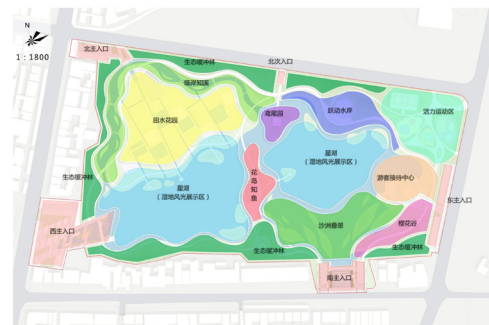 N
1：1800
北主入口
生态缓冲林
北次入口
临岸知溪
田水花园
鸢尾园
跃动水岸
活力运动区
星湖
（湿地风光展示区）
花岛知鱼
星湖
（湿地风光展示区）
游客接待中心
生态缓冲林
东主入口
西主入口
沙洲叠翠
樱花谷
生态缓冲林
生态缓冲林
南主入口